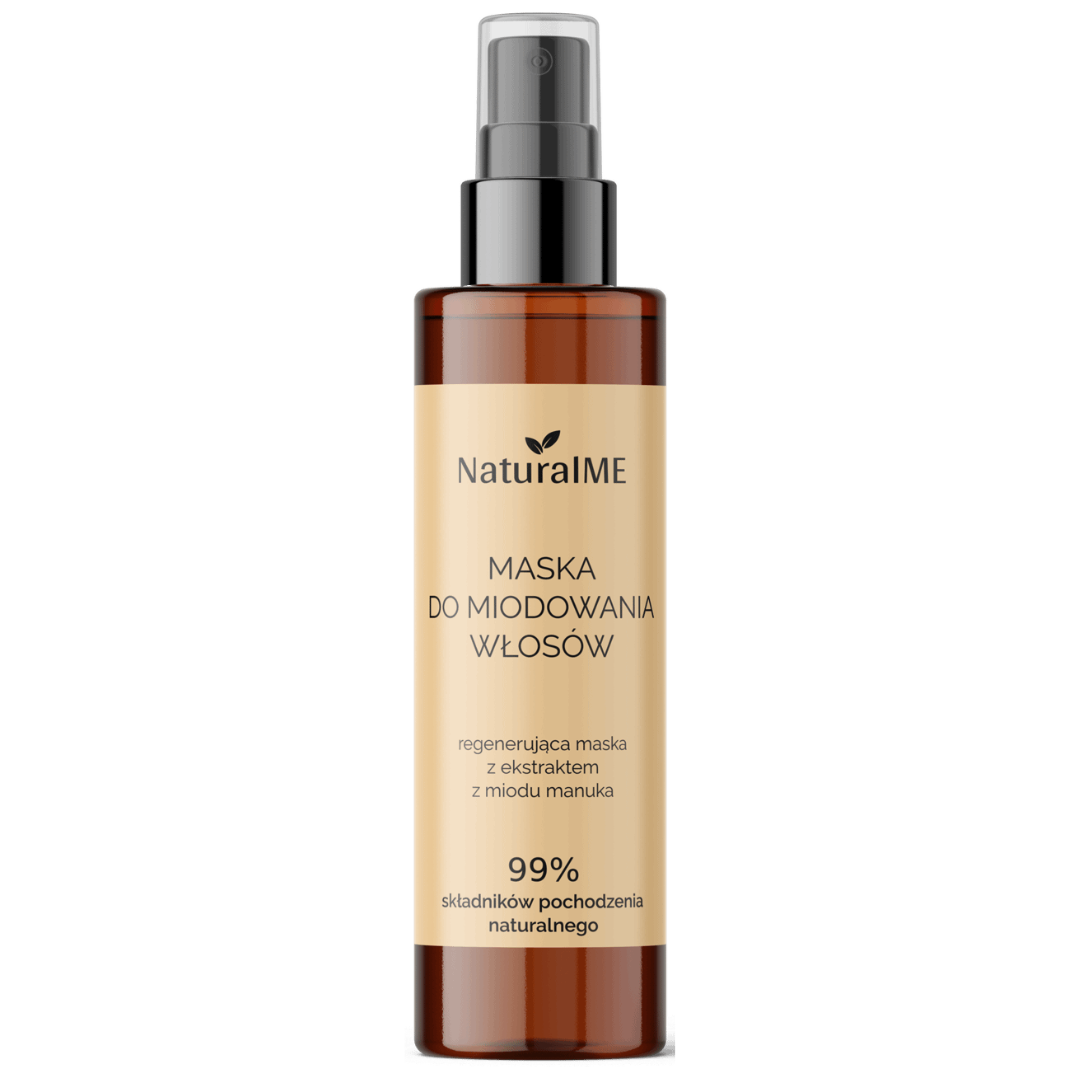 NaturalME
MASKA
DO MIODOWANIA
WŁOSÓW
regenerująca maska
z ekstraktem
z miodu manuka
99%
składników pochodzenia
naturalnego